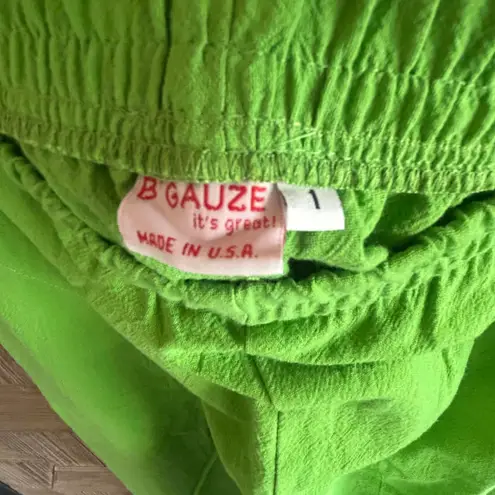 B GAUZE
it's great!
MADE IN U.S.A.
1